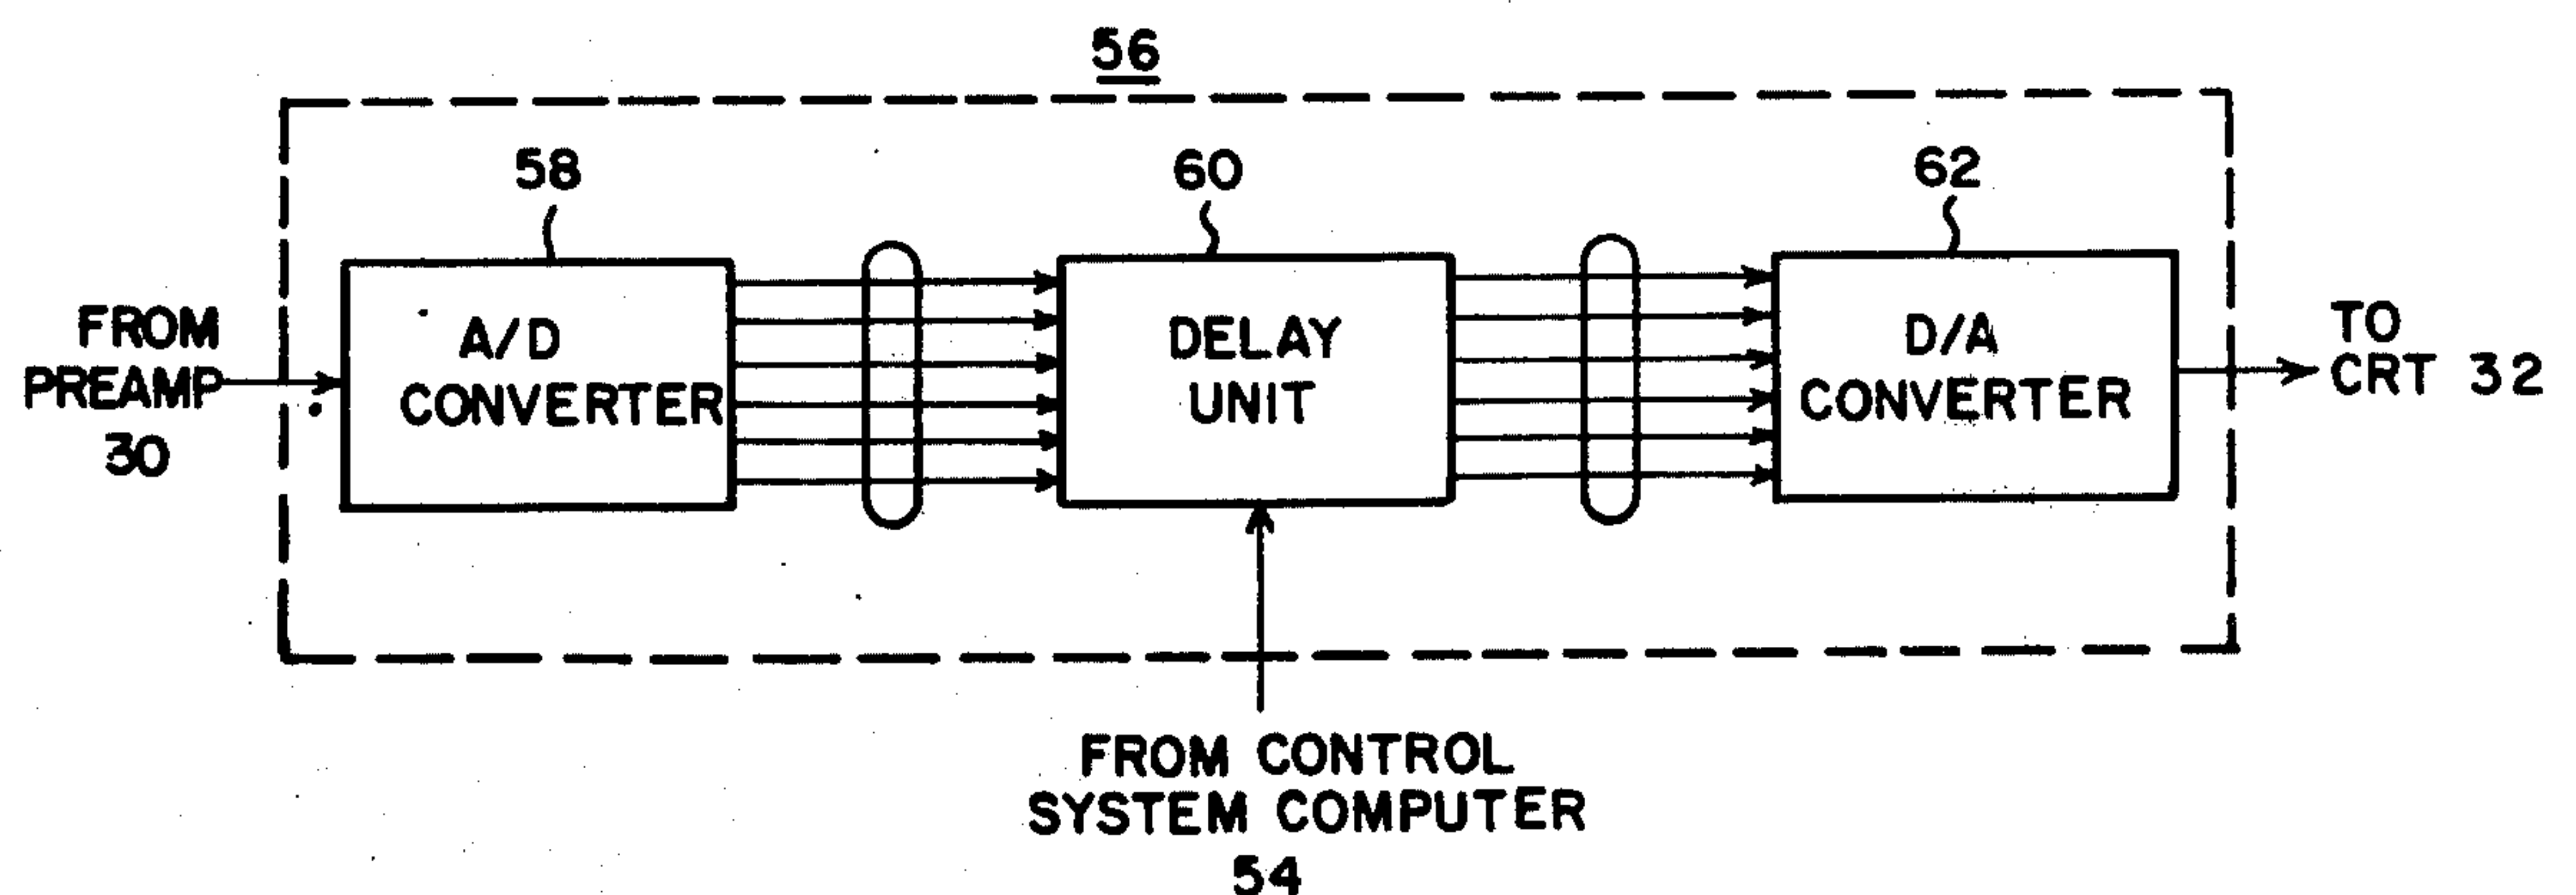 56
58
60
62
FROM
PREAMP
30
A/D
CONVERTER
DELAY
UNIT
D/A
CONVERTER
TO
CRT 32
FROM CONTROL
SYSTEM COMPUTER
54